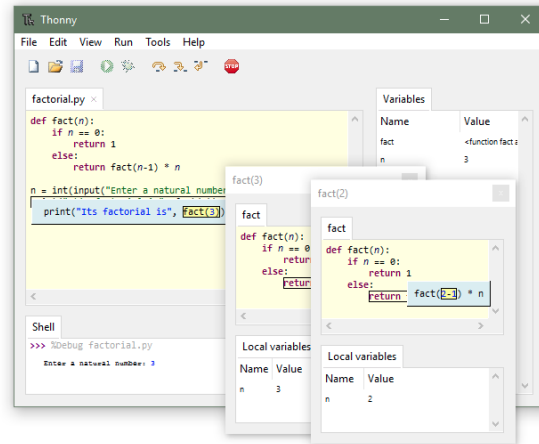 Thonny
File Edit View Run Tools Help
STOP
factorial.py ×
def fact(n):
    if n == 0:
        return 1
    else:
        return fact(n-1) * n
n = int(input("Enter a natural number
print("Its factorial is", fact(3))
Variables
Name Value
fact <function fact a
n 3
Shell
>>> %Debug factorial.py
Enter a natural number: 3
fact(3)
fact
def fact(n):
    if n == 0
        retur
    else:
        retur
Local variables
Name Value
n 3
fact(2)
fact
def fact(n):
    if n == 0:
        return 1
    else:
        return fact(2-1) * n
Local variables
Name Value
n 2